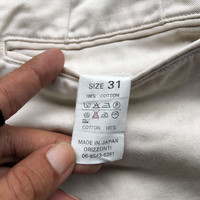 SIZE 31
100% COTTON
COTTON 100%
MADE IN JAPAN
ORIZZONTI